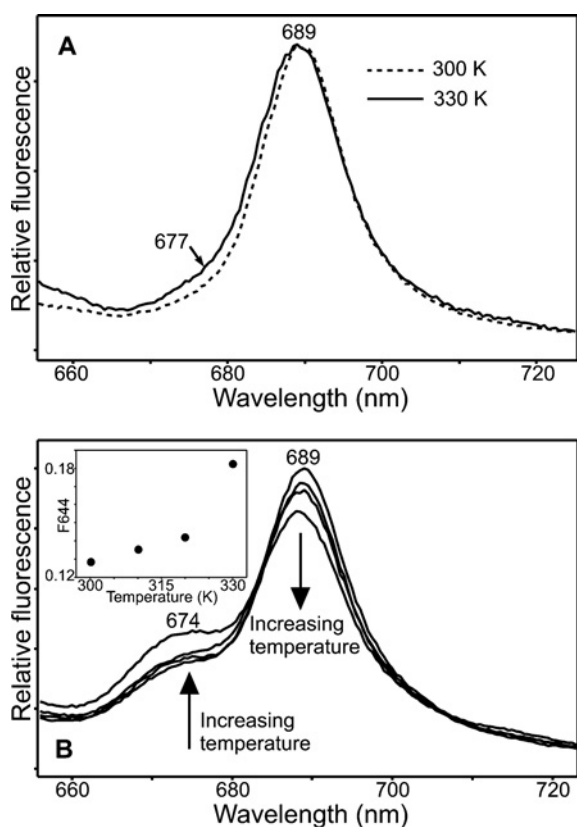 A
689
300 K
330 K
677
Relative fluorescence
660
680
700
720
Wavelength (nm)
B
0.18
F644
0.12
300
315
330
Temperature (K)
689
674
Increasing
temperature
Increasing
temperature
Relative fluorescence
660
680
700
720
Wavelength (nm)